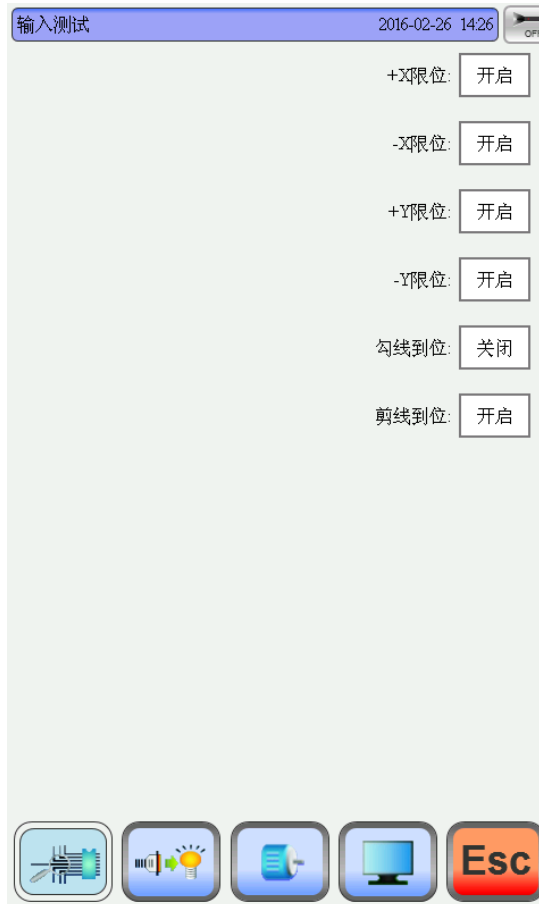 输入测试 2016-02-26 14:26
OFF
+X限位: 开启
-X限位: 开启
+Y限位: 开启
-Y限位: 开启
勾线到位: 关闭
剪线到位: 开启
Esc